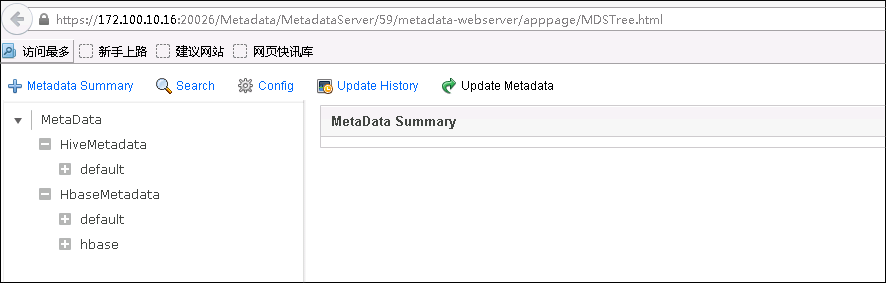 https://172.100.10.16:20026/Metadata/MetadataServer/59/metadata-webserver/apppage/MDSTree.html
访问最多 新手上路 建议网站 网页快讯库
Metadata Summary Search Config Update History Update Metadata
MetaData
HiveMetadata
default
HbaseMetadata
default
hbase
MetaData Summary